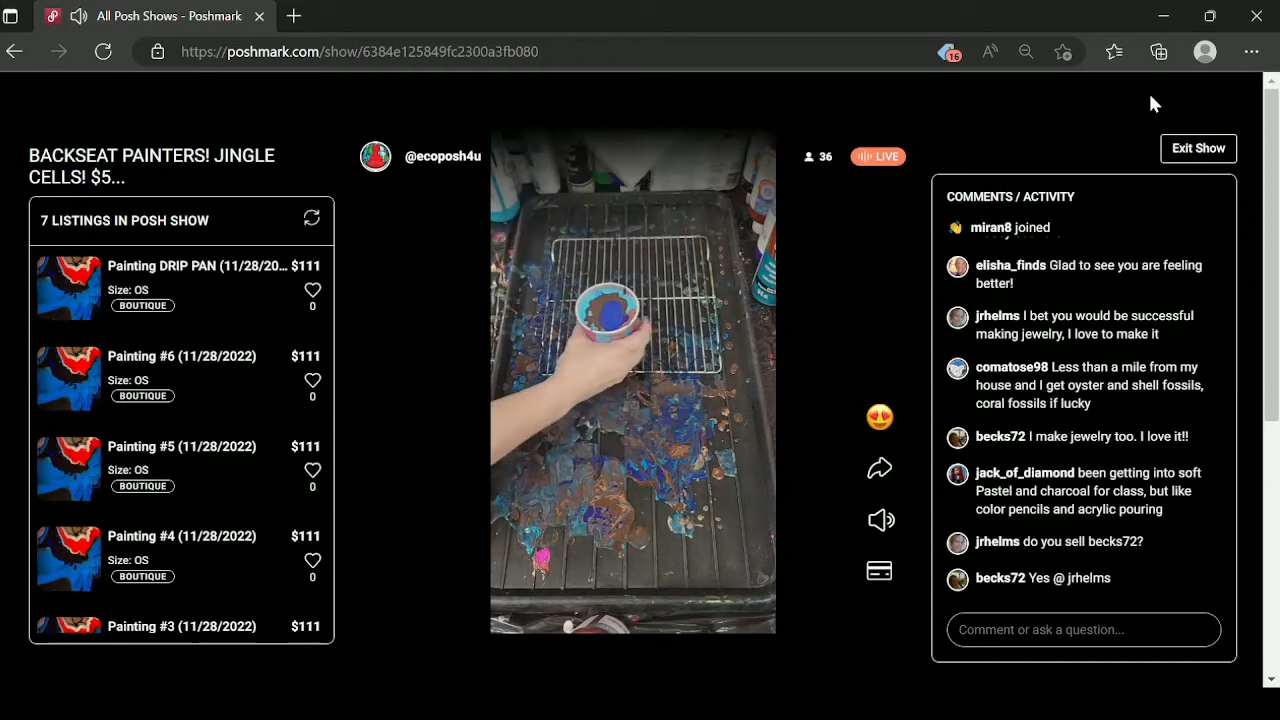 All Posh Shows - Poshmark
https://poshmark.com/show/6384e125849fc2300a3fb080
16
BACKSEAT PAINTERS! JINGLE
CELLS! $5...
7 LISTINGS IN POSH SHOW
Painting DRIP PAN (11/28/20... $111
Size: OS
BOUTIQUE
0
Painting #6 (11/28/2022) $111
Size: OS
BOUTIQUE
0
Painting #5 (11/28/2022) $111
Size: OS
BOUTIQUE
0
Painting #4 (11/28/2022) $111
Size: OS
BOUTIQUE
0
Painting #3 (11/28/2022) $111
@ecoposh4u
36
LIVE
Exit Show
COMMENTS / ACTIVITY
miran8 joined
elisha_finds Glad to see you are feeling
better!
jrhelms I bet you would be successful
making jewelry, I love to make it
comatose98 Less than a mile from my
house and I get oyster and shell fossils,
coral fossils if lucky
becks72 I make jewelry too. I love it!!
jack_of_diamond been getting into soft
Pastel and charcoal for class, but like
color pencils and acrylic pouring
jrhelms do you sell becks72?
becks72 Yes @ jrhelms
Comment or ask a question...